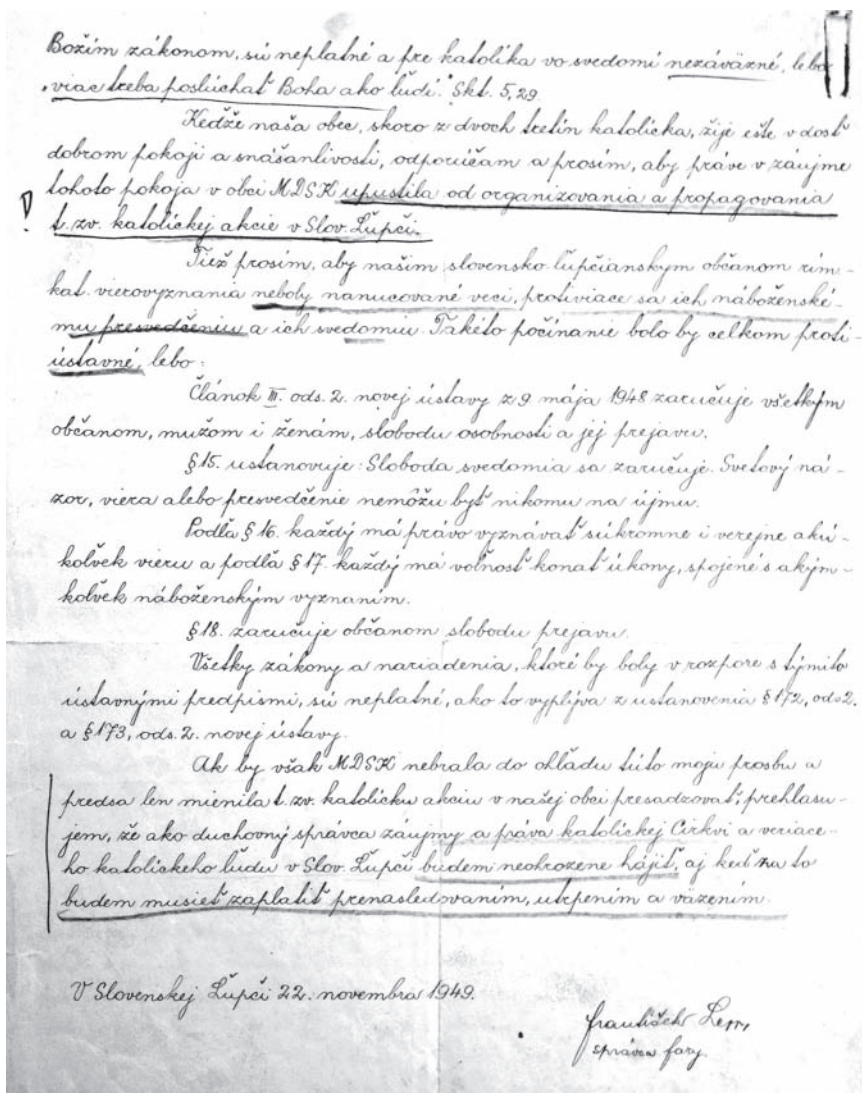 Božím zákonom, sú neplatné a pre katolíka vo svedomí nezáväzné, lebo
„viac treba poslúchať Boha ako ľudí.“ Skt. 5,29.
Kedže naša obec, skoro z dvoch tretín katolícka, žije ešte v dosť
dobrom pokoji a snášanlivosti, odporúčam a prosím, aby práve v záujme
tohoto pokoja v obci MDSK upustila od organizovania a propagovania
t. zv. katolíckej akcie v Slov. Ľupči.
Tiež prosím, aby našim slovensko-ľupčianskym občanom rím-
kat. vierovyznania neboly nanucované veci, protiviace sa ich náboženské-
mu presvedčeniu a ich svedomiu. Takéto počínanie bolo by celkom proti-
ústavné, lebo:
Článok III. ods. 2. novej ústavy z 9 mája 1948 zaručuje všetkým
občanom, mužom i ženám, slobodu osobnosti a jej prejavu.
§ 15. ustanovuje: Sloboda svedomia sa zaručuje. Svetový ná-
zor, viera alebo presvedčenie nemôžu byť nikomu na újmu.
Podľa § 16. každý má právo vyznávať súkromne i verejne akú-
koľvek vieru a podľa § 17. každý má voľnosť konať úkony, spojené s akým-
koľvek náboženským vyznaním.
§ 18. zaručuje občanom slobodu prejavu.
Všetky zákony a nariadenia, ktoré by boly v rozpore s týmito
ústavnými predpismi, sú neplatné, ako to vyplýva z ustanovenia § 172, ods 2.
a § 173, ods. 2. novej ústavy.
Ak by však MDSK nebrala do ohľadu túto moju prosbu a
predsa len mienila t. zv. katolícku akciu v našej obci presadzovať, prehlasu-
jem, že ako duchovný správca záujmy a práva katolíckej Cirkvi a veriace-
ho katolíckeho ľudu v Slov. Ľupči budem neohrozene hájiť, aj keď za to
budem musieť zaplatiť prenasledovaním, utrpením a väzením.
V Slovenskej Ľupči 22. novembra 1949.
František
správca fary.